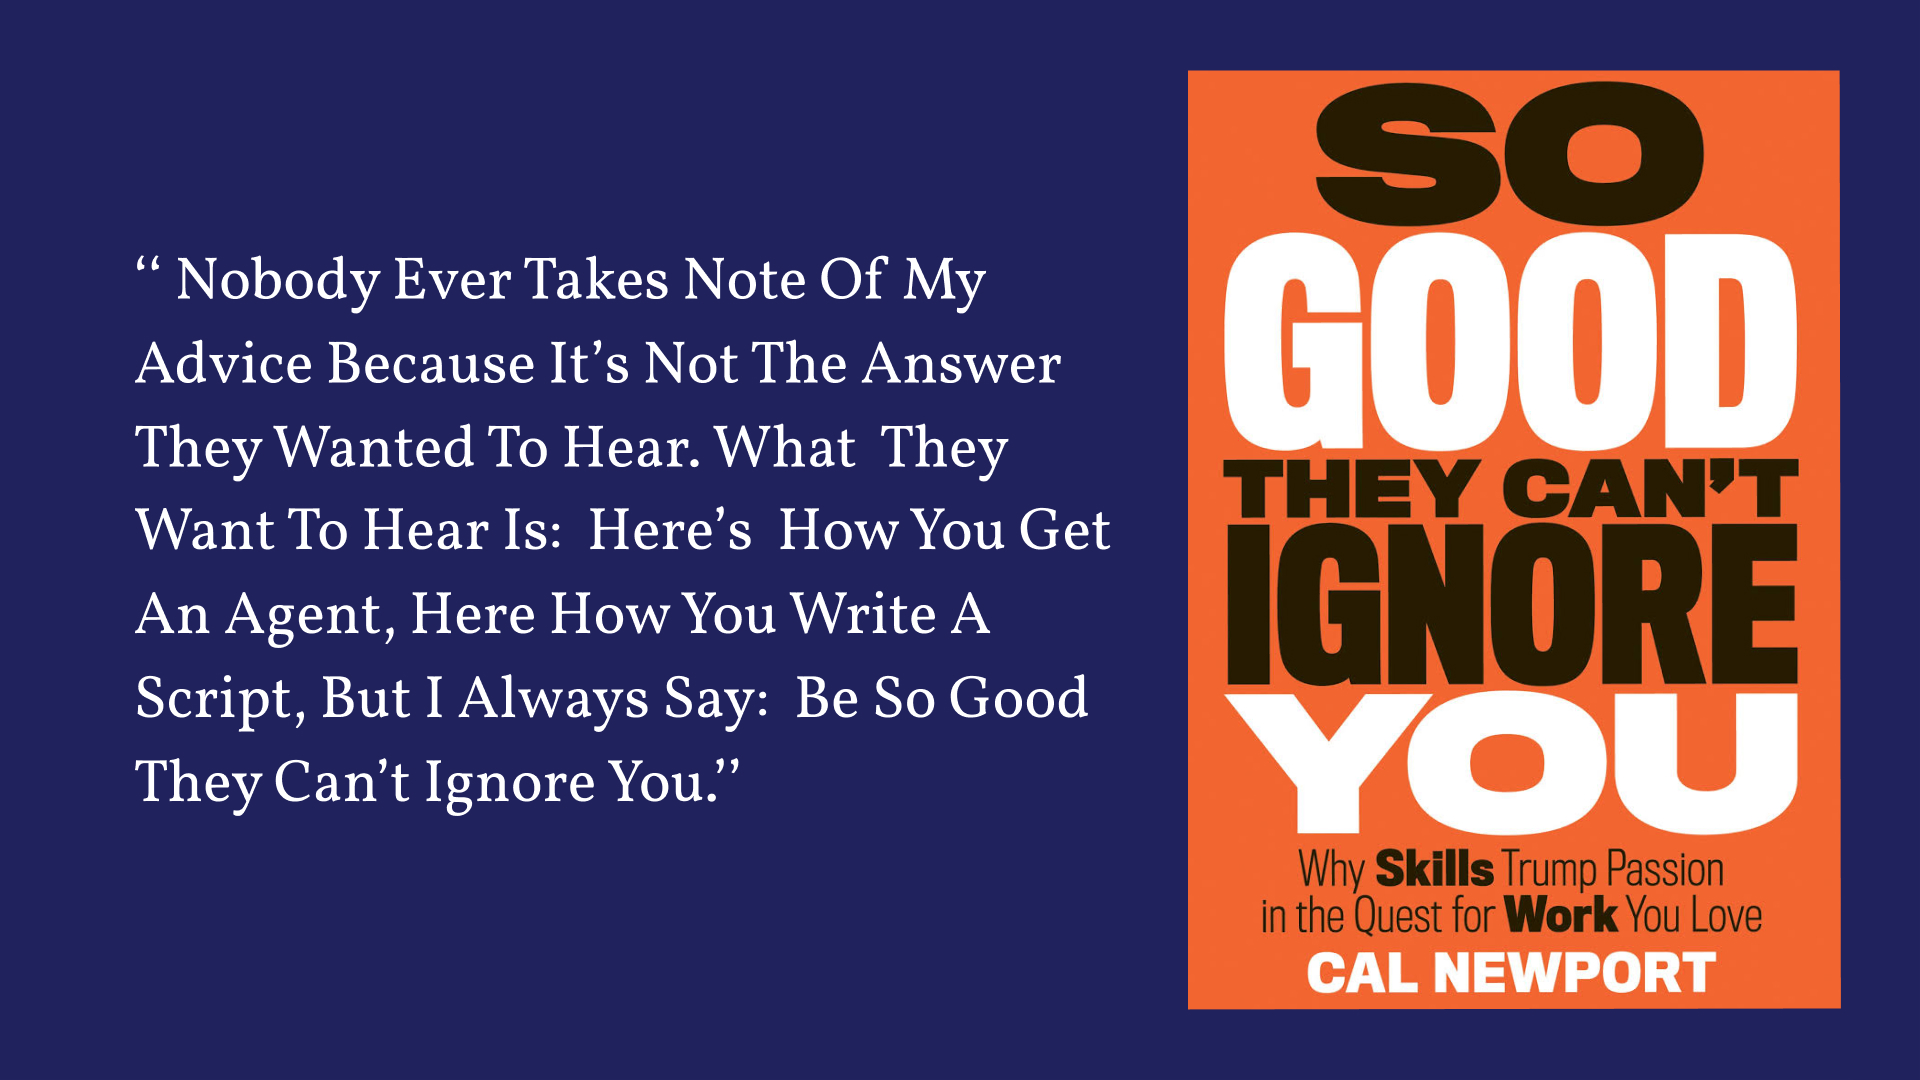 “ Nobody Ever Takes Note Of My
Advice Because It’s Not The Answer
They Wanted To Hear. What They
Want To Hear Is: Here’s How You Get
An Agent, Here How You Write A
Script, But I Always Say: Be So Good
They Can’t Ignore You.”
SO
GOOD
THEY CAN’T
IGNORE
YOU
Why Skills Trump Passion
in the Quest for Work You Love
CAL NEWPORT